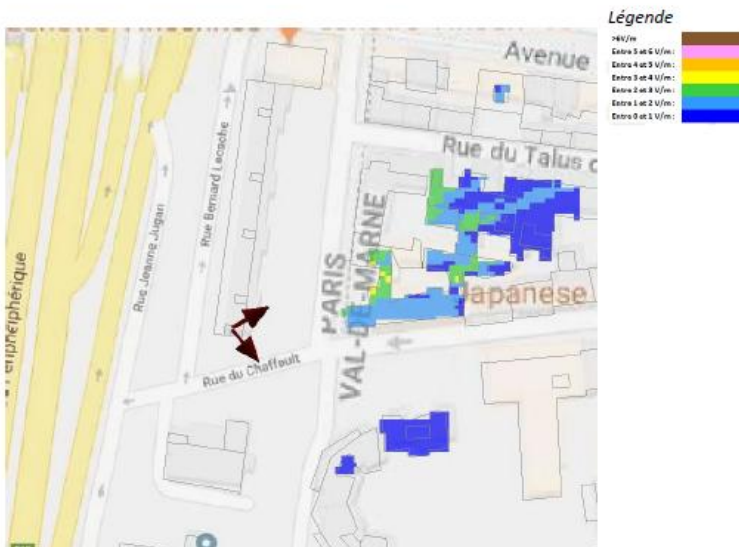 Légende
>6V/m
Entre 5 et 6 V/m :
Entre 4 et 5 V/m :
Entre 3 et 4 V/m :
Entre 2 et 3 V/m :
Entre 1 et 2 V/m :
Entre 0 et 1 V/m :
Avenue
Rue du Talus
Rue Bernard Lecache
Rue Jeanne Jugan
Périphérique
PARIS
VAL-DE-MARNE
Japanese
Rue du Chaffault